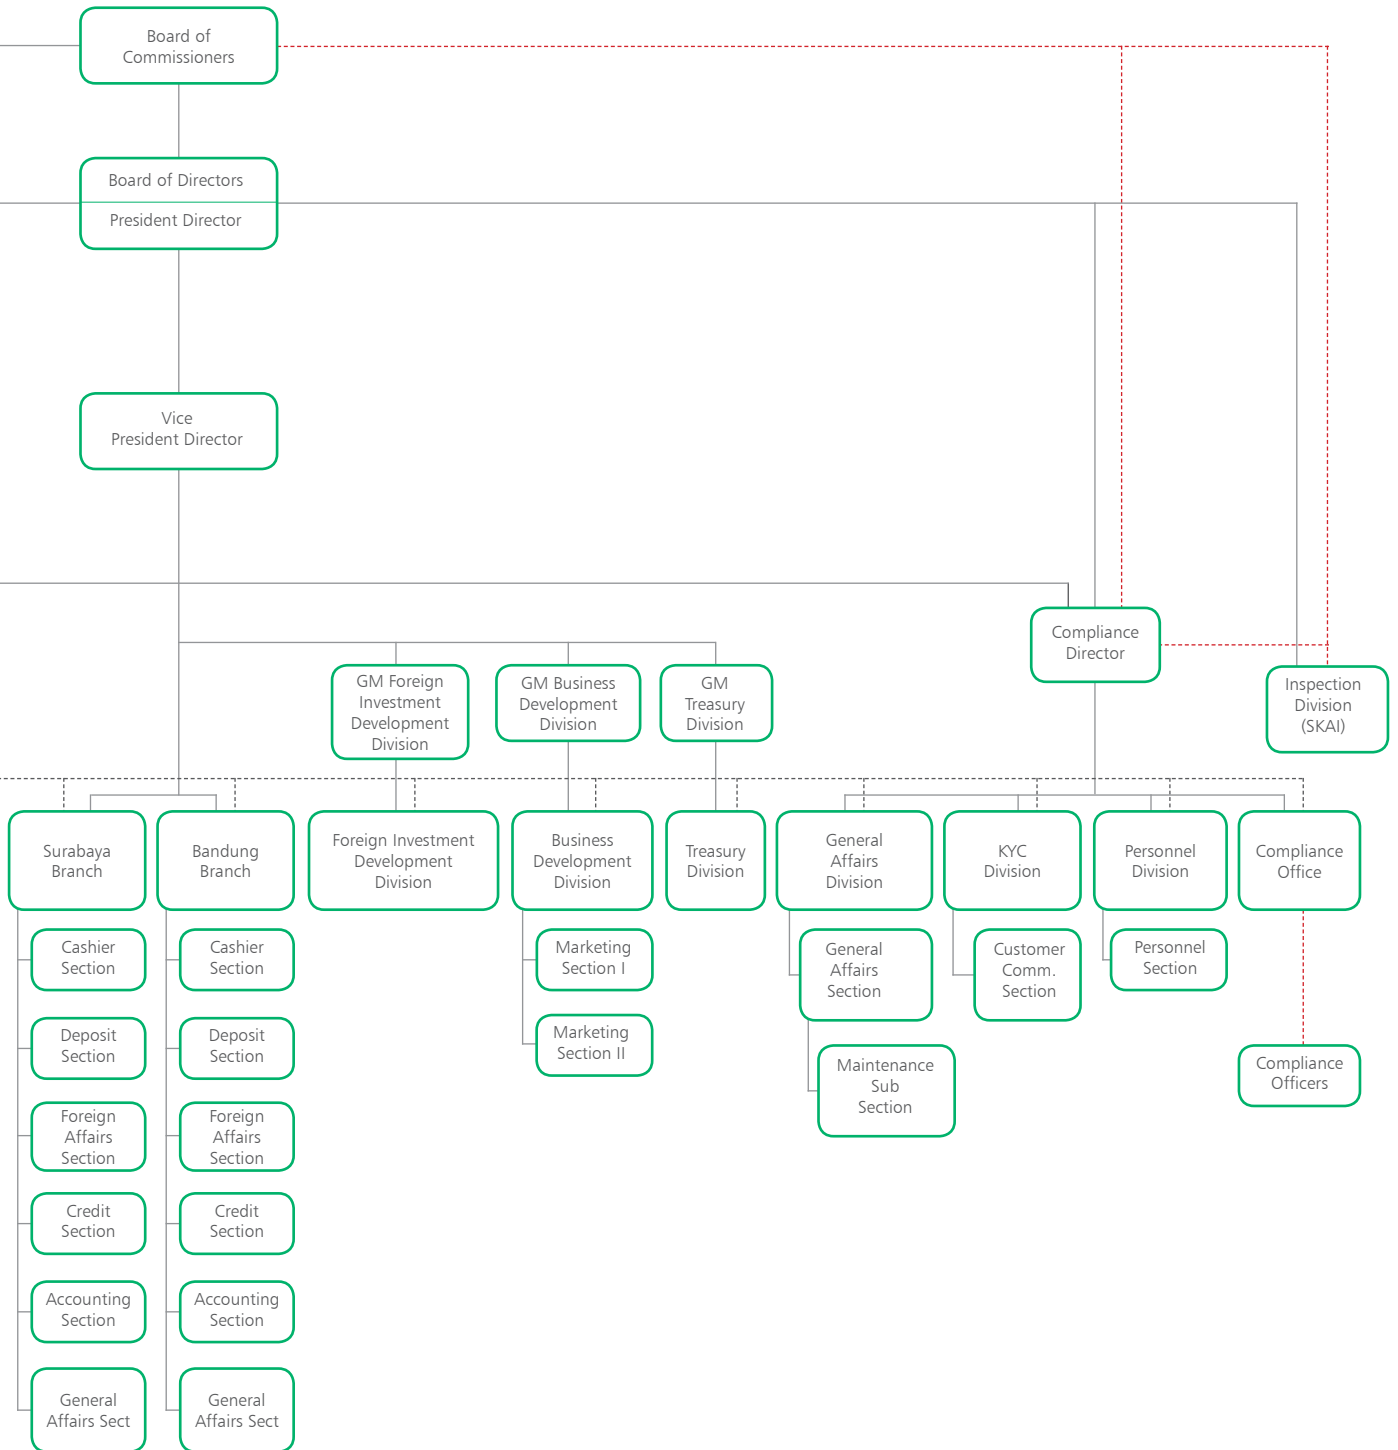 Board of
Commissioners
Board of Directors
President Director
Vice
President Director
Compliance
Director
GM Foreign
Investment
Development
Division
GM Business
Development
Division
GM
Treasury
Division
Inspection
Division
(SKAI)
Surabaya
Branch
Bandung
Branch
Foreign Investment
Development
Division
Business
Development
Division
Treasury
Division
General
Affairs
Division
KYC
Division
Personnel
Division
Compliance
Office
Cashier
Section
Cashier
Section
Marketing
Section I
General
Affairs
Section
Customer
Comm.
Section
Personnel
Section
Deposit
Section
Deposit
Section
Marketing
Section II
Maintenance
Sub
Section
Compliance
Officers
Foreign
Affairs
Section
Foreign
Affairs
Section
Credit
Section
Credit
Section
Accounting
Section
Accounting
Section
General
Affairs Sect
General
Affairs Sect